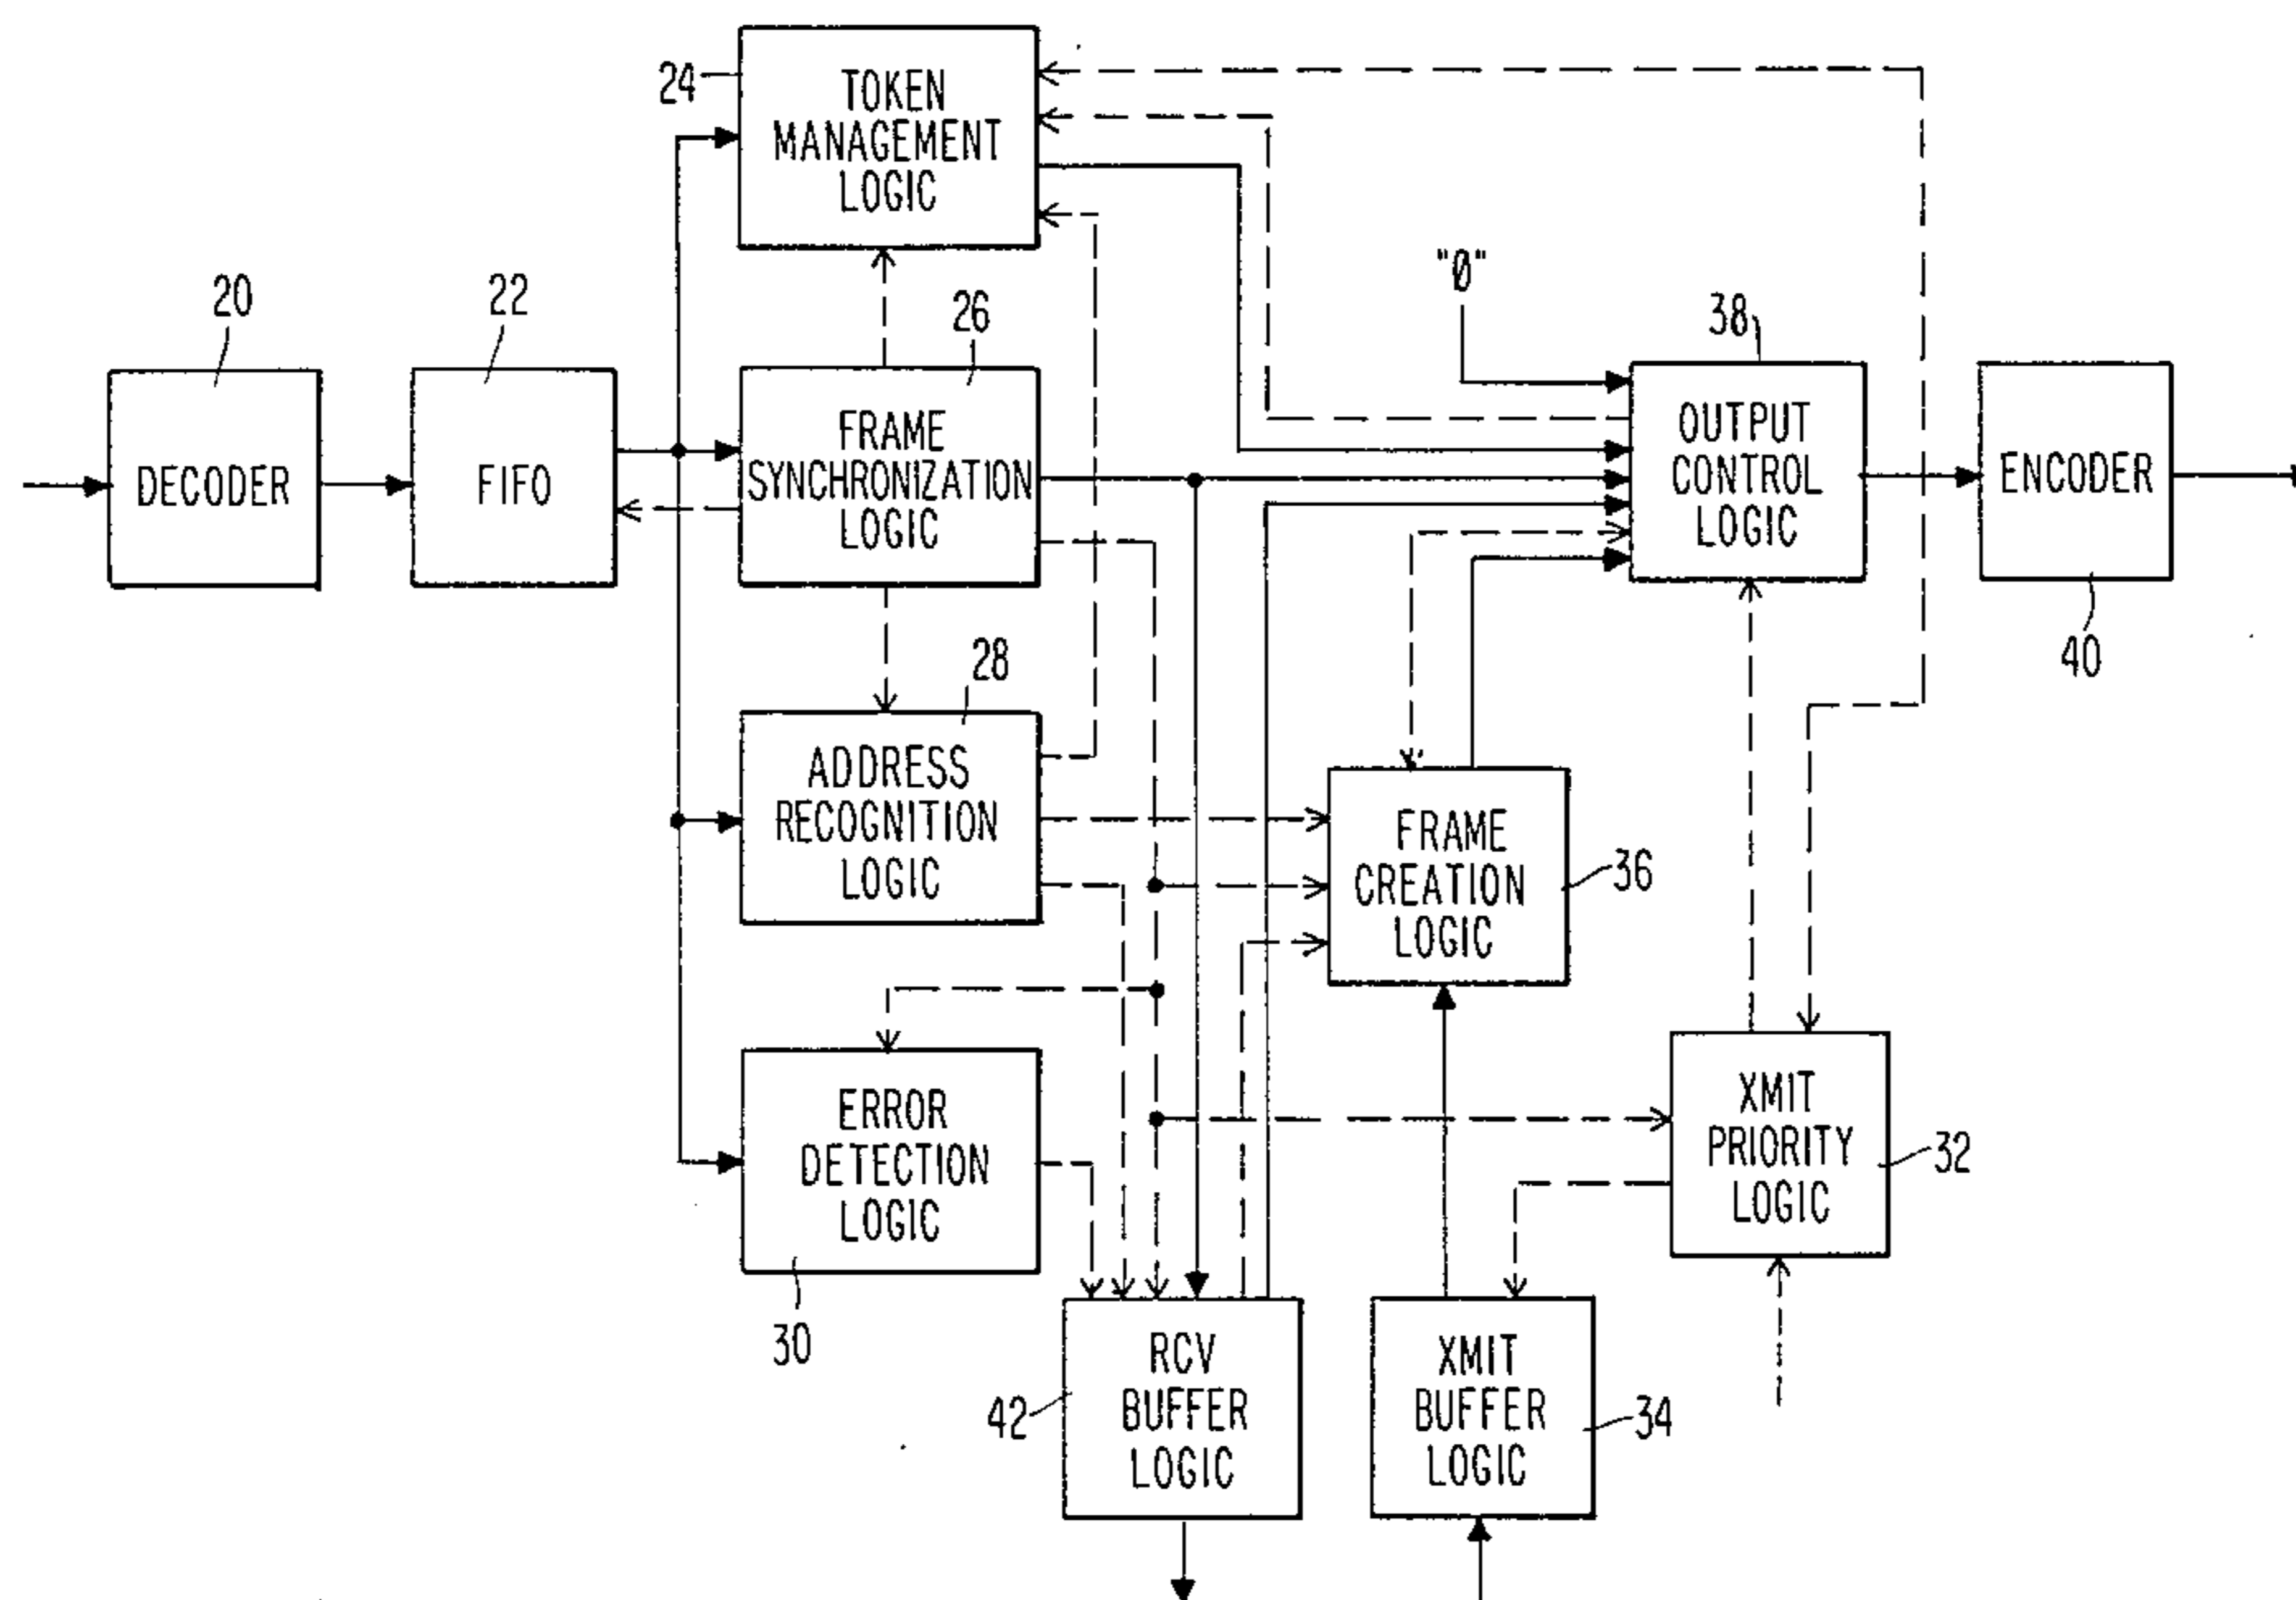 24
TOKEN
MANAGEMENT
LOGIC
20
22
26
"0"
38
DECODER
FIFO
FRAME
SYNCHRONIZATION
LOGIC
OUTPUT
CONTROL
LOGIC
ENCODER
40
28
ADDRESS
RECOGNITION
LOGIC
FRAME
CREATION
LOGIC
36
ERROR
DETECTION
LOGIC
30
XMIT
PRIORITY
LOGIC
32
RCV
BUFFER
LOGIC
42
XMIT
BUFFER
LOGIC
34